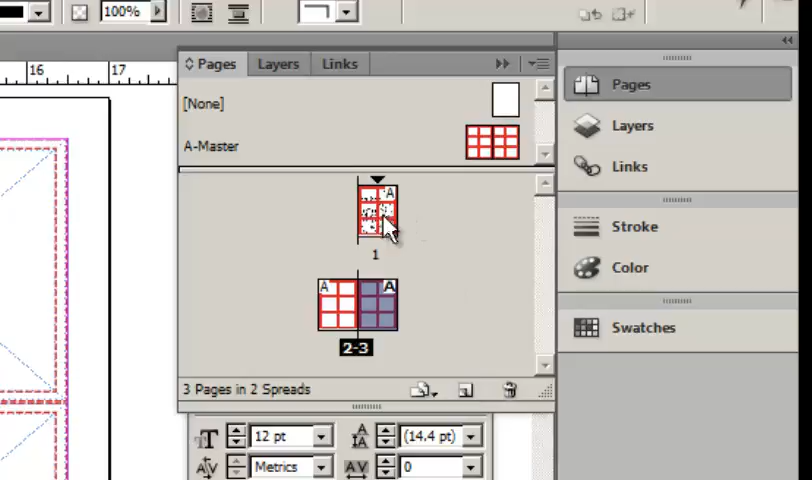 100%
16 17
Pages Layers Links
[None]
A-Master
A
1
A A
2-3
3 Pages in 2 Spreads
12 pt (14.4 pt)
Metrics 0
Pages
Layers
Links
Stroke
Color
Swatches